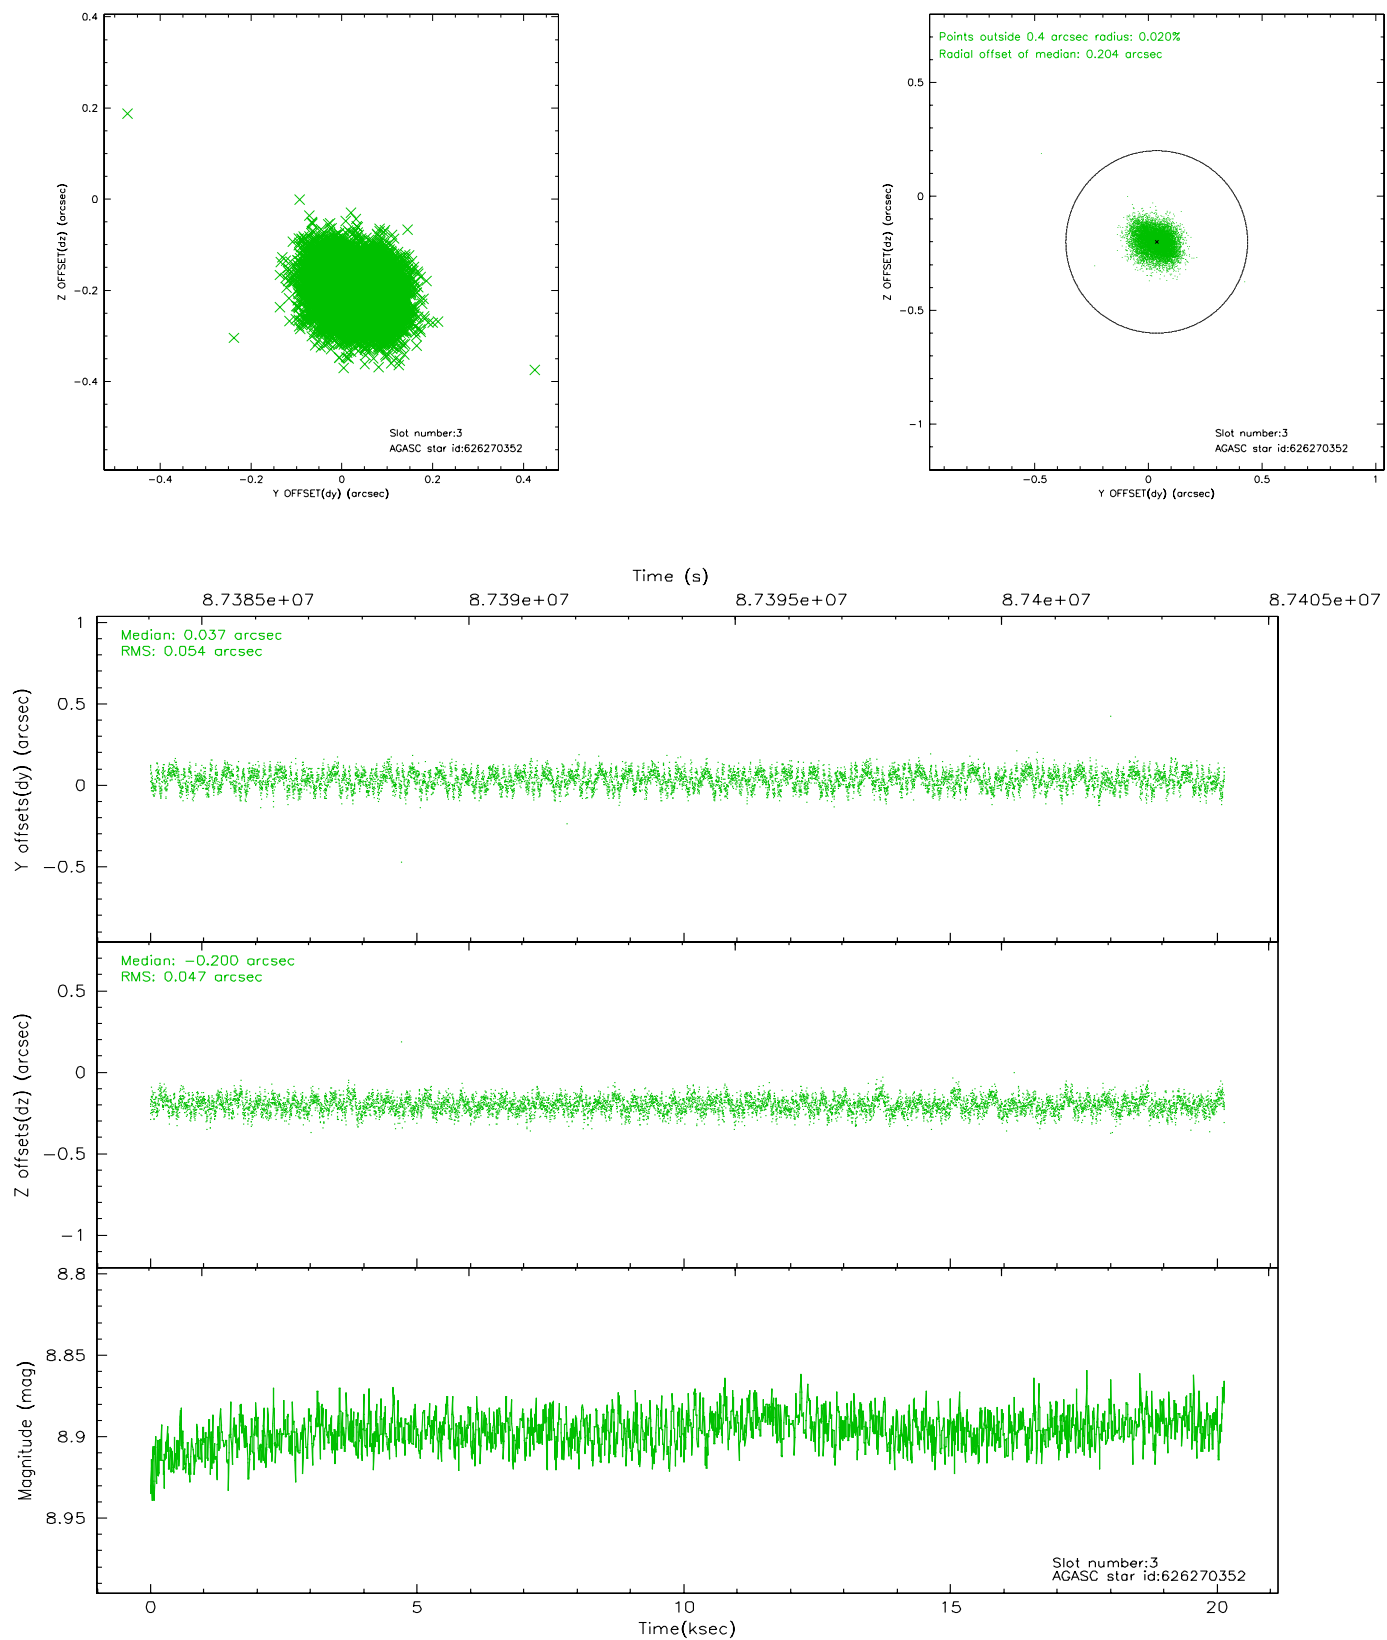 0.4
0.2
0
−0.2
−0.4
Z OFFSET(dz) (arcsec)
Slot number:3
AGASC star id:626270352
−0.4
−0.2
0
0.2
0.4
Y OFFSET(dy) (arcsec)
Points outside 0.4 arcsec radius: 0.020%
Radial offset of median: 0.204 arcsec
0.5
0
−0.5
−1
Z OFFSET(dz) (arcsec)
Slot number:3
AGASC star id:626270352
−0.5
0
0.5
1
Y OFFSET(dy) (arcsec)
Time (s)
8.7385e+07
8.739e+07
8.7395e+07
8.74e+07
8.7405e+07
Median: 0.037 arcsec
RMS: 0.054 arcsec
1
0.5
0
−0.5
Y offsets(dy) (arcsec)
Median: −0.200 arcsec
RMS: 0.047 arcsec
0.5
0
−0.5
−1
Z offsets(dz) (arcsec)
8.8
8.85
8.9
8.95
Magnitude (mag)
Slot number:3
AGASC star id:626270352
0
5
10
15
20
Time(ksec)